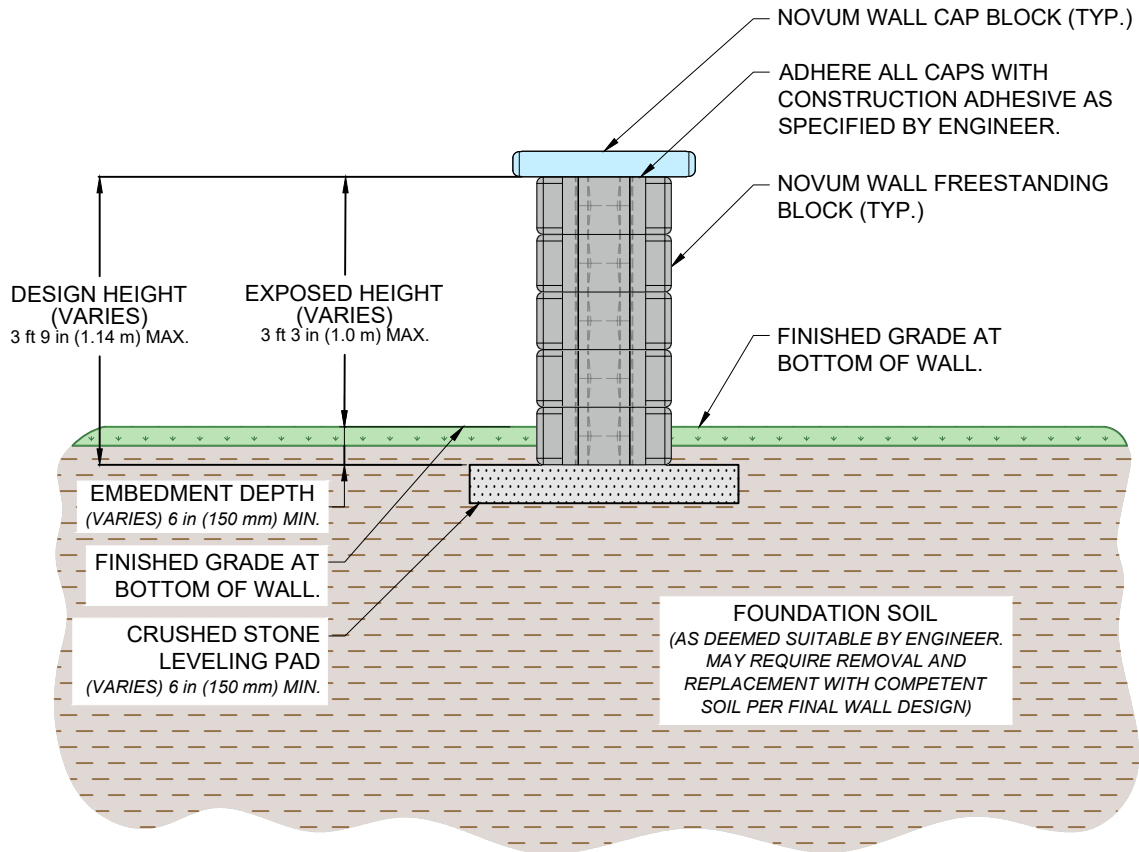 NOVUM WALL CAP BLOCK (TYP.)
ADHERE ALL CAPS WITH
CONSTRUCTION ADHESIVE AS
SPECIFIED BY ENGINEER.
NOVUM WALL FREESTANDING
BLOCK (TYP.)
DESIGN HEIGHT
(VARIES)
3 ft 9 in (1.14 m) MAX.
EXPOSED HEIGHT
(VARIES)
3 ft 3 in (1.0 m) MAX.
FINISHED GRADE AT
BOTTOM OF WALL.
EMBEDMENT DEPTH
(VARIES) 6 in (150 mm) MIN.
FINISHED GRADE AT
BOTTOM OF WALL.
CRUSHED STONE
LEVELING PAD
(VARIES) 6 in (150 mm) MIN.
FOUNDATION SOIL
(AS DEEMED SUITABLE BY ENGINEER.
MAY REQUIRE REMOVAL AND
REPLACEMENT WITH COMPETENT
SOIL PER FINAL WALL DESIGN)